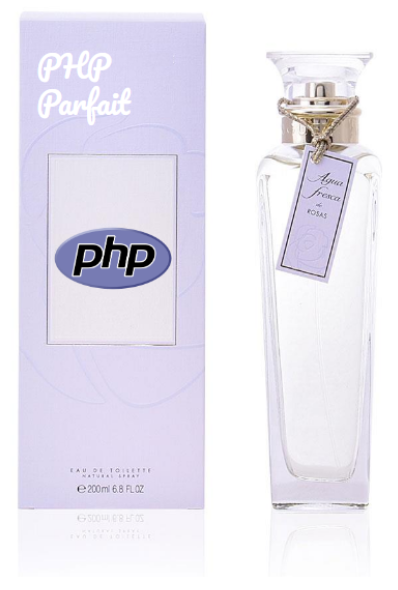 PHP
Parfait
php
EAU DE TOILETTE
NATURAL SPRAY
℮ 200ml 6.8 FL.OZ
Agua
fresca
de
ROSAS